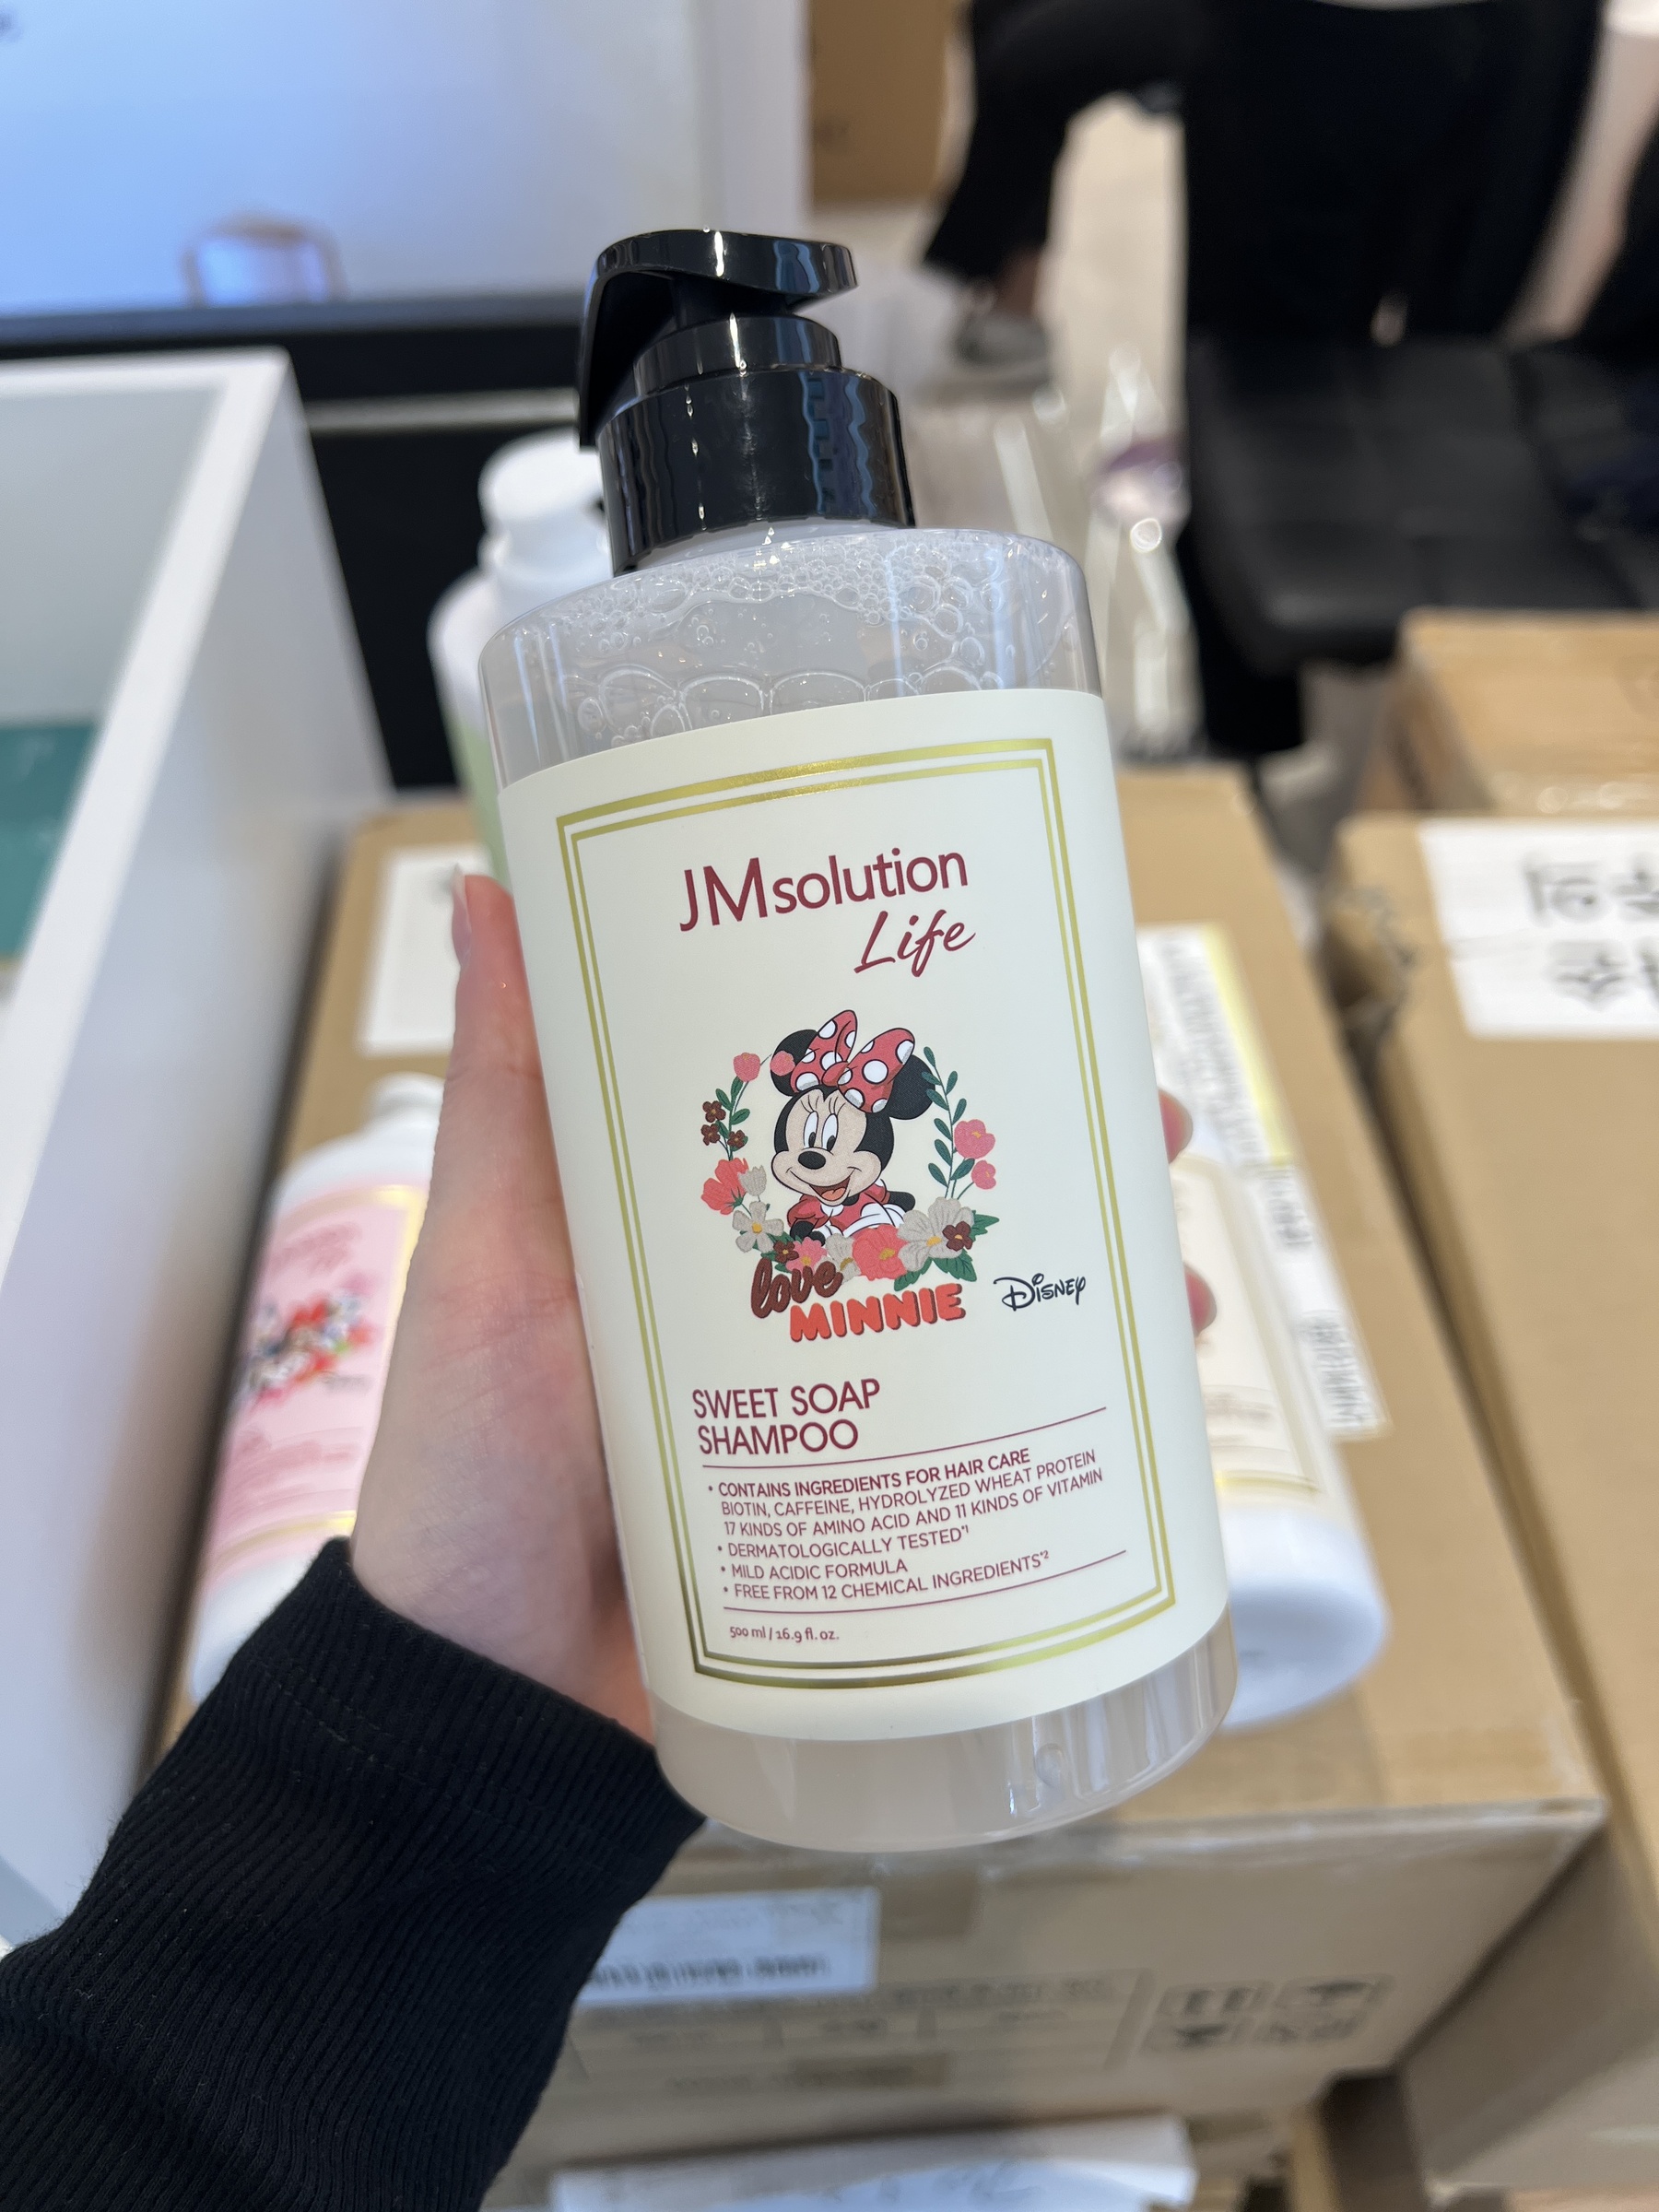 JMsolution
Life
love
MINNIE
Disney
SWEET SOAP
SHAMPOO
• CONTAINS INGREDIENTS FOR HAIR CARE
BIOTIN, CAFFEINE, HYDROLYZED WHEAT PROTEIN
17 KINDS OF AMINO ACID AND 11 KINDS OF VITAMIN
• DERMATOLOGICALLY TESTED*1
• MILD ACIDIC FORMULA
• FREE FROM 12 CHEMICAL INGREDIENTS*2
500 ml / 16.9 fl. oz.